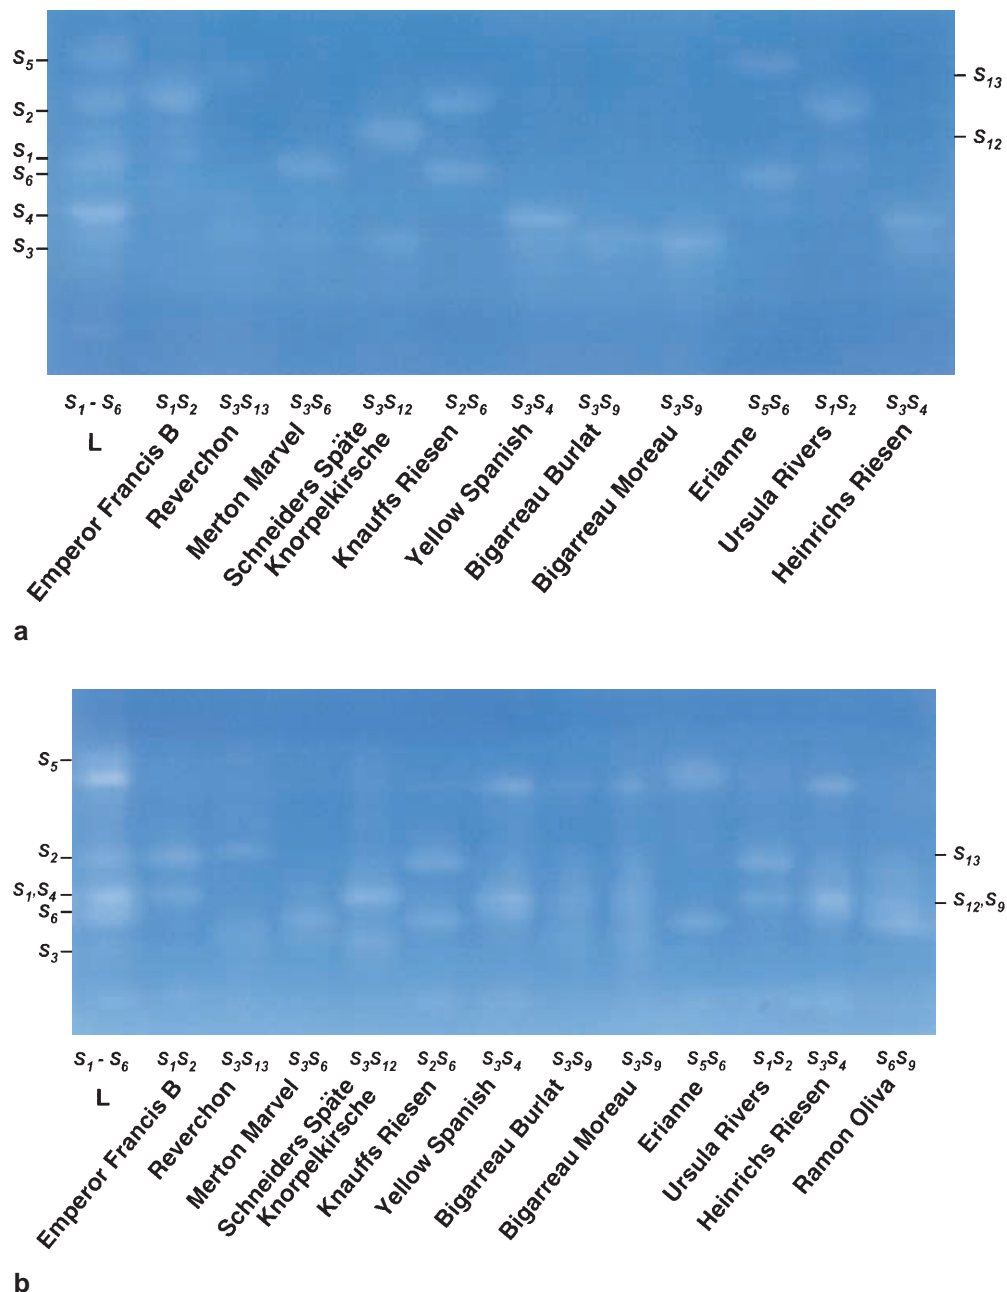 S5
S2
S1
S6
S4
S3
S13
S12
S1 - S6 S1S2 S3S13 S3S6 S3S12 S2S6 S3S4 S3S9 S3S9 S5S6 S1S2 S3S4
L
Emperor Francis B
Reverchon
Merton Marvel
Schneiders Späte
Knorpelkirsche
Knauffs Riesen
Yellow Spanish
Bigarreau Burlat
Bigarreau Moreau
Erianne
Ursula Rivers
Heinrichs Riesen
a
S5
S2
S1,S4
S6
S3
S13
S12,S9
S1 - S6 S1S2 S3S13 S3S6 S3S12 S2S6 S3S4 S3S9 S3S9 S5S6 S1S2 S3S4 S6S9
L
Emperor Francis B
Reverchon
Merton Marvel
Schneiders Späte
Knorpelkirsche
Knauffs Riesen
Yellow Spanish
Bigarreau Burlat
Bigarreau Moreau
Erianne
Ursula Rivers
Heinrichs Riesen
Ramon Oliva
b